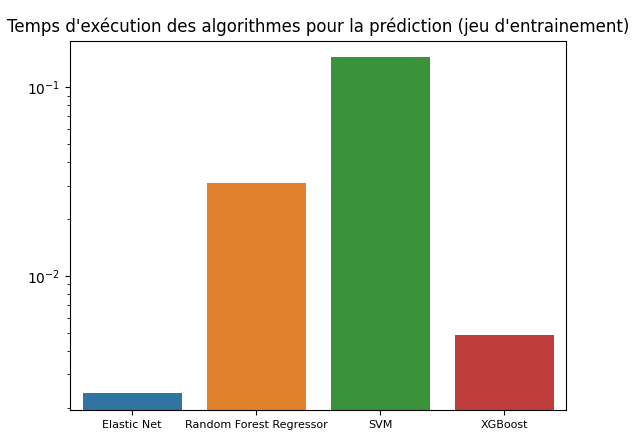 Temps d'exécution des algorithmes pour la prédiction (jeu d'entrainement)
10⁻¹
10⁻²
Elastic Net Random Forest Regressor SVM XGBoost